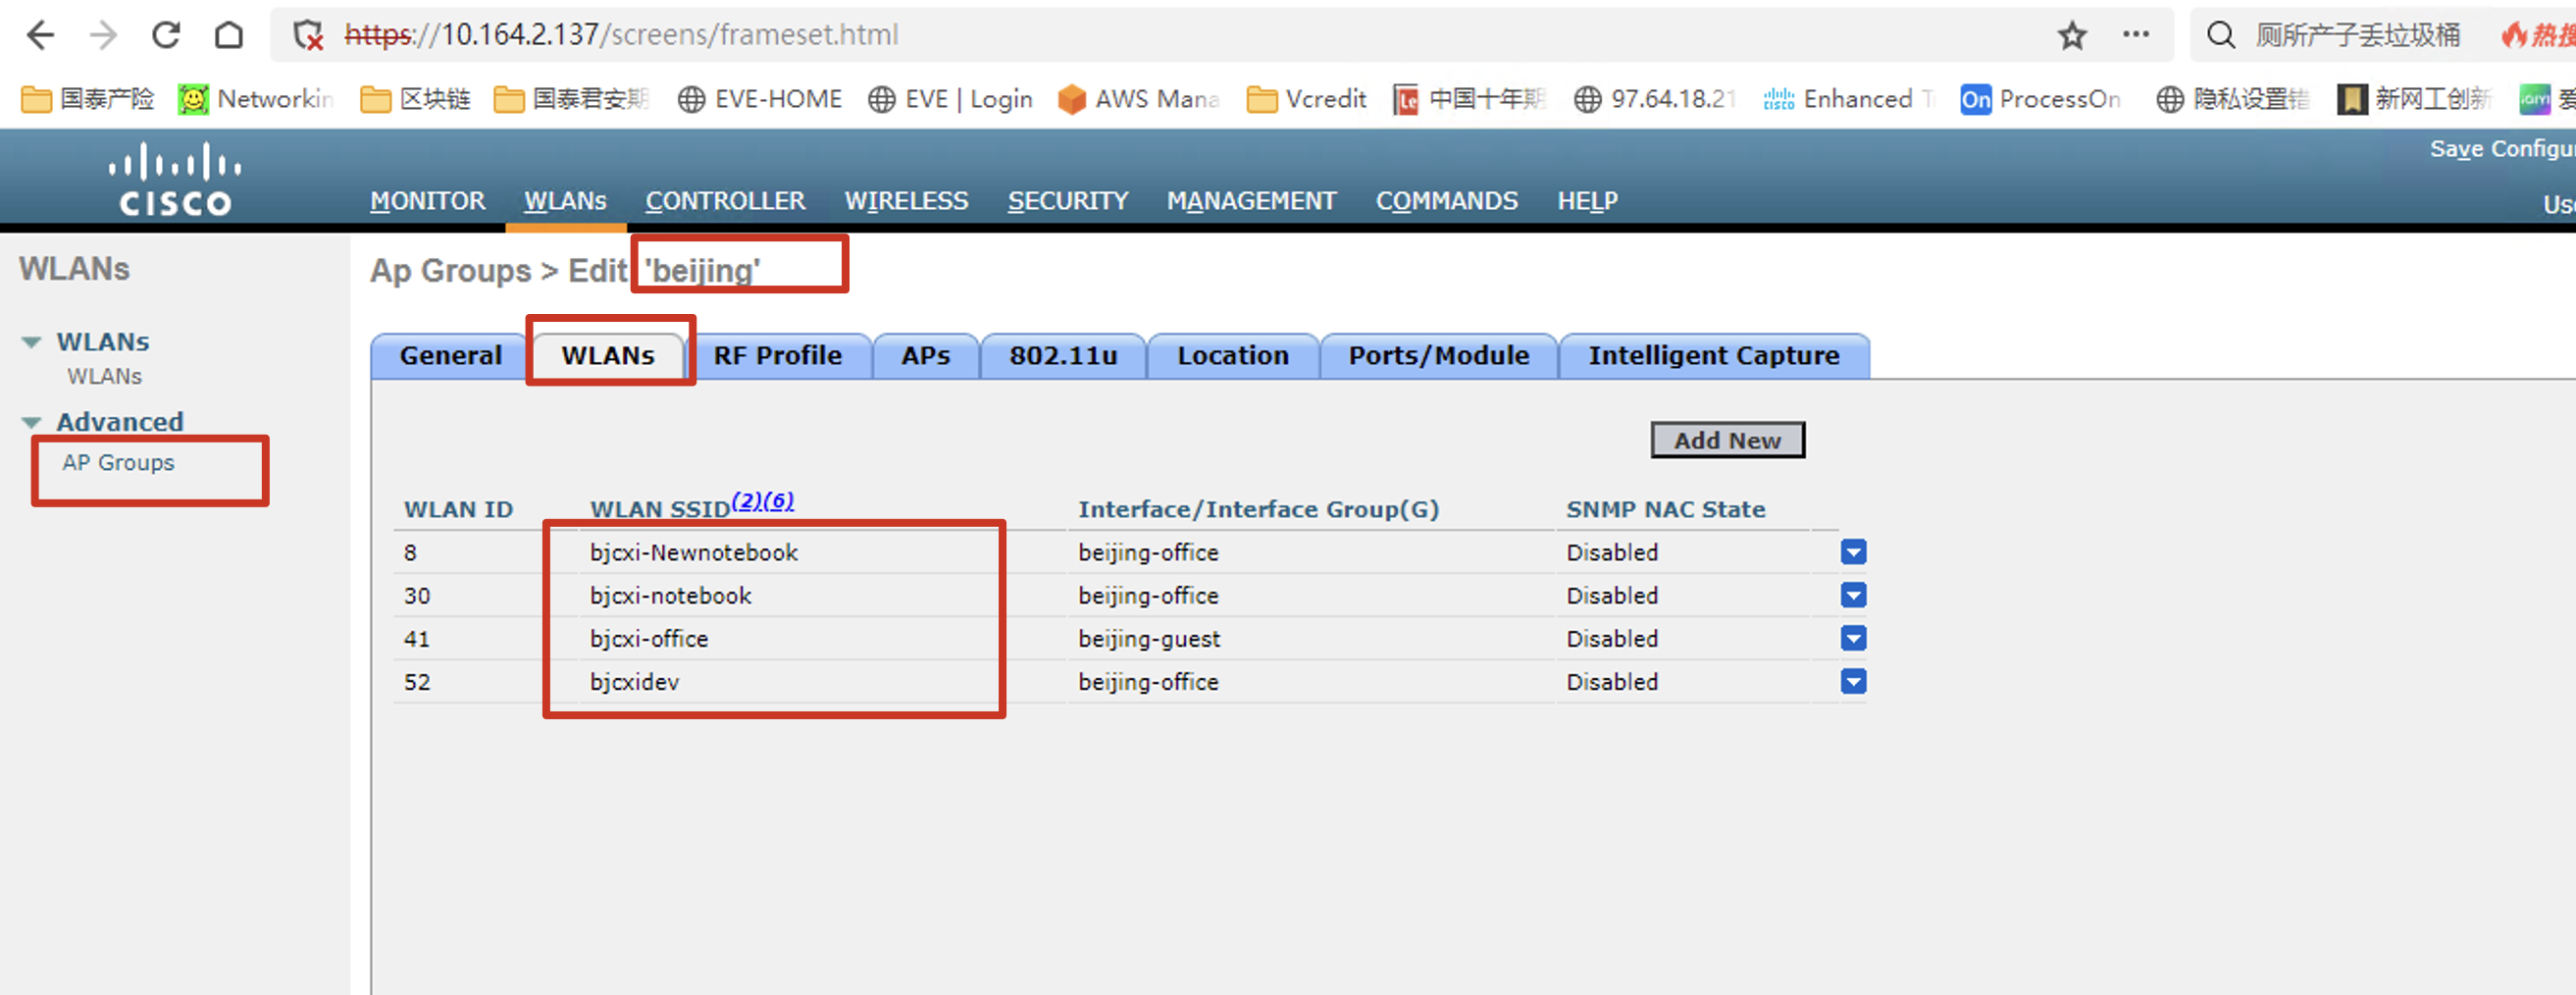 https://10.164.2.137/screens/frameset.html
厕所产子丢垃圾桶
国泰产险 Networkin 区块链 国泰君安期 EVE-HOME EVE | Login AWS Mana Vcredit Le 中国十年期 97.64.18.21 CISCO Enhanced On ProcessOn 隐私设置错 新网工创新
Save Configu
CISCO
MONITOR WLANs CONTROLLER WIRELESS SECURITY MANAGEMENT COMMANDS HELP
WLANs
Ap Groups > Edit 'beijing'
WLANs
WLANs
Advanced
AP Groups
General WLANs RF Profile APs 802.11u Location Ports/Module Intelligent Capture
Add New
WLAN ID WLAN SSID(2)(6) Interface/Interface Group(G) SNMP NAC State
8 bjcxi-Newnotebook beijing-office Disabled
30 bjcxi-notebook beijing-office Disabled
41 bjcxi-office beijing-guest Disabled
52 bjcxidev beijing-office Disabled